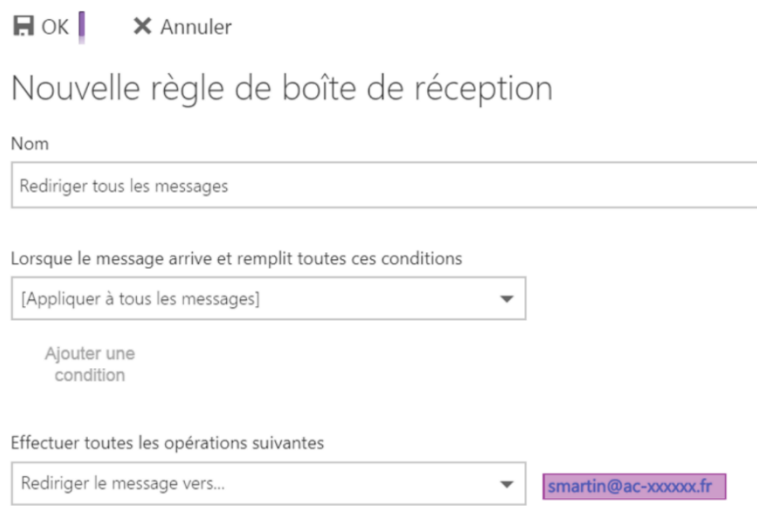 OK Annuler
Nouvelle règle de boîte de réception
Nom
Rediriger tous les messages
Lorsque le message arrive et remplit toutes ces conditions
[Appliquer à tous les messages]
Ajouter une
condition
Effectuer toutes les opérations suivantes
Rediriger le message vers... smartin@ac-xxxxxx.fr